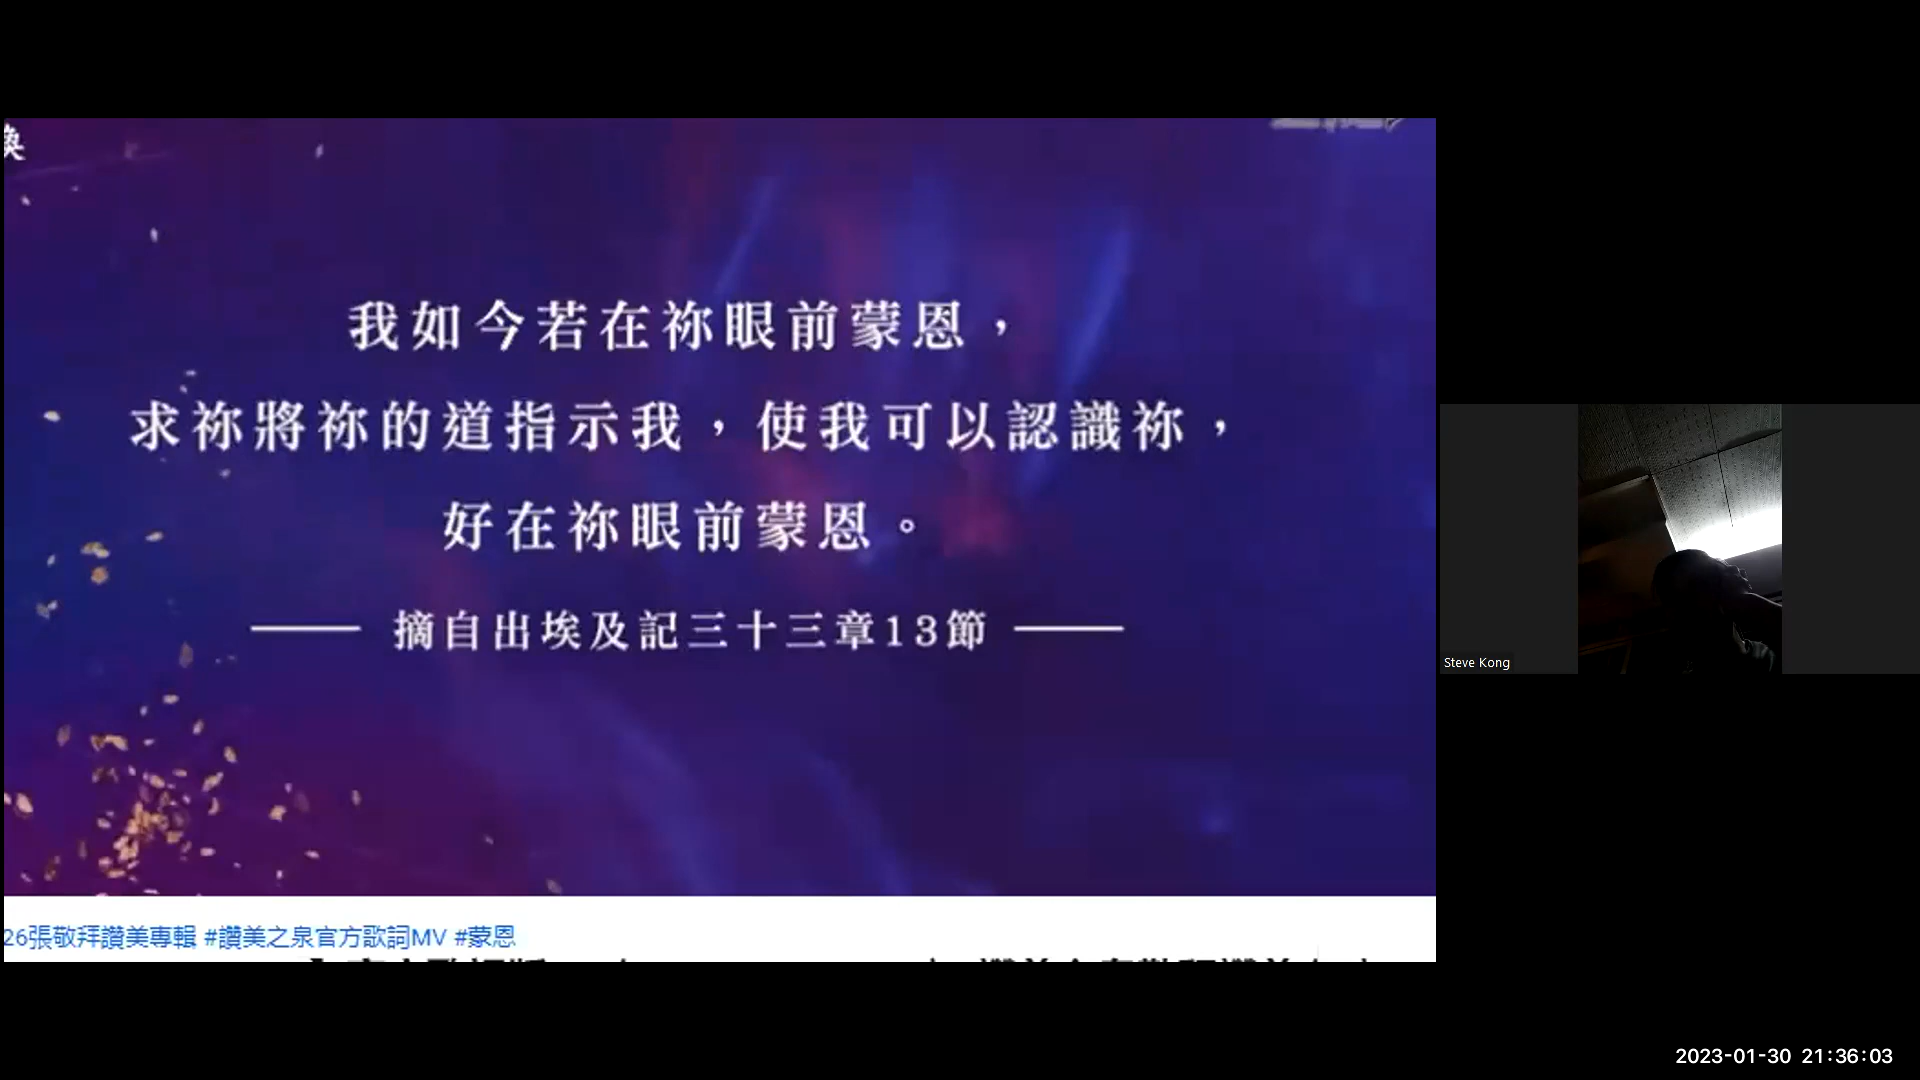 我如今若在祢眼前蒙恩，
求祢將祢的道指示我，使我可以認識祢，
好在祢眼前蒙恩。
摘自出埃及記三十三章13節
26張敬拜讚美專輯 #讚美之泉官方歌詞MV #蒙恩
Steve Kong
2023-01-30 21:36:03